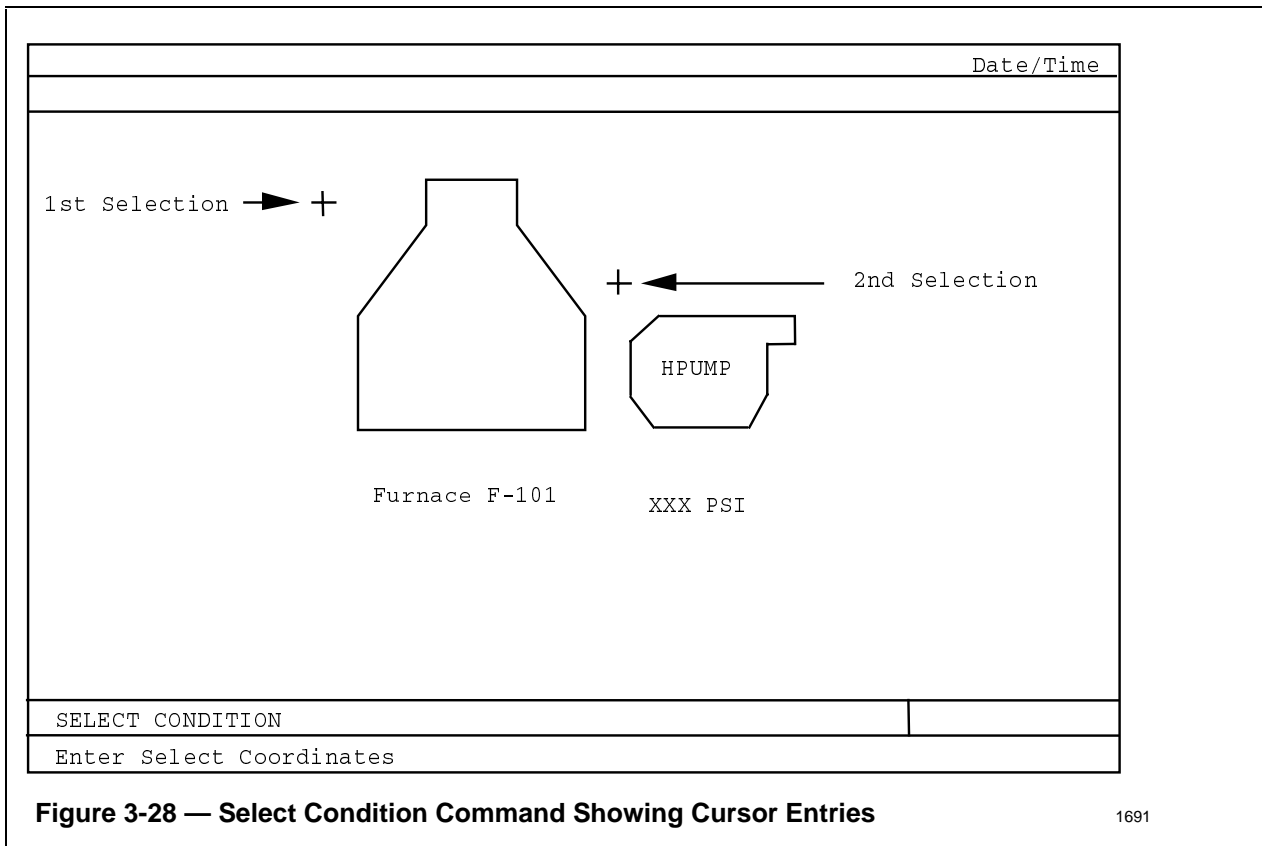 Date/Time
1st Selection
2nd Selection
HPUMP
Furnace F-101
XXX PSI
SELECT CONDITION
Enter Select Coordinates
Figure 3-28 — Select Condition Command Showing Cursor Entries
1691